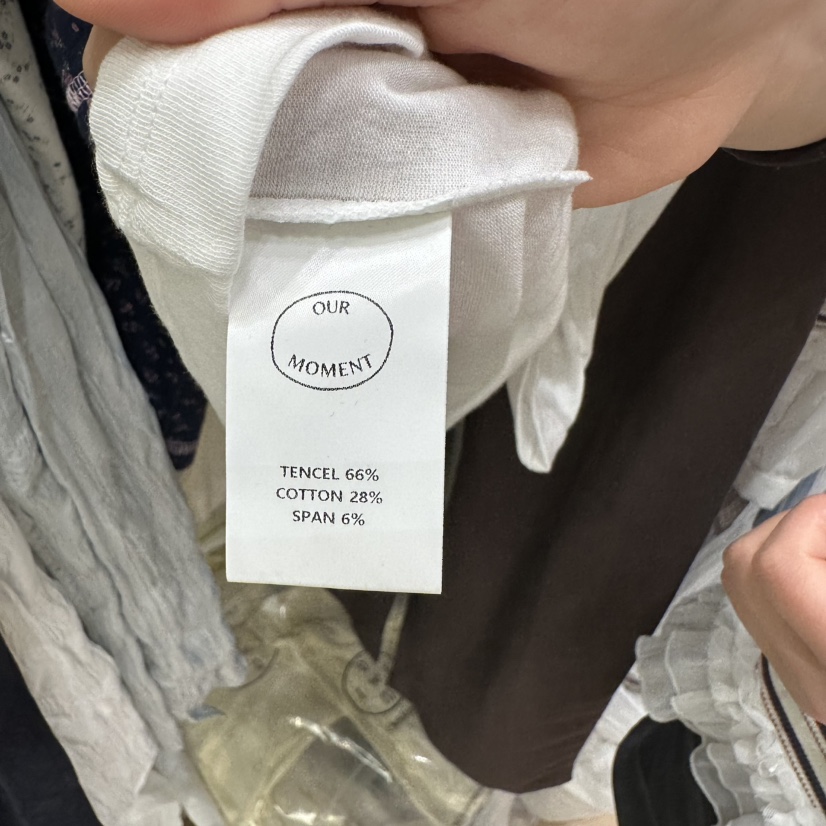 OUR
MOMENT
TENCEL 66%
COTTON 28%
SPAN 6%